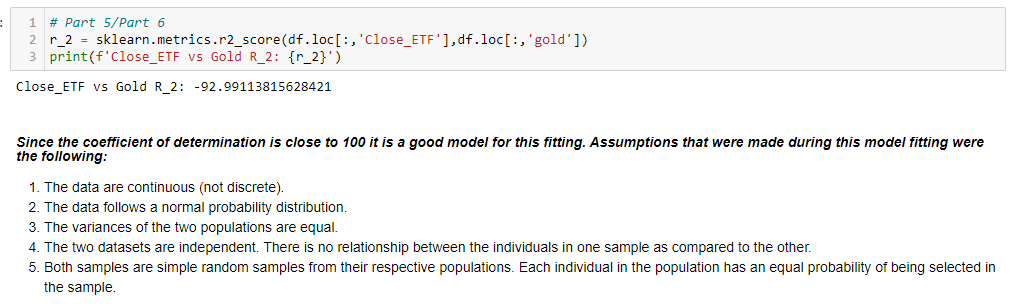 :
1 # Part 5/Part 6
2 r_2 = sklearn.metrics.r2_score(df.loc[:,'Close_ETF'],df.loc[:,'gold'])
3 print(f'Close_ETF vs Gold R_2: {r_2}')
Close_ETF vs Gold R_2: -92.99113815628421
Since the coefficient of determination is close to 100 it is a good model for this fitting. Assumptions that were made during this model fitting were
the following:
1. The data are continuous (not discrete).
2. The data follows a normal probability distribution.
3. The variances of the two populations are equal.
4. The two datasets are independent. There is no relationship between the individuals in one sample as compared to the other.
5. Both samples are simple random samples from their respective populations. Each individual in the population has an equal probability of being selected in
the sample.